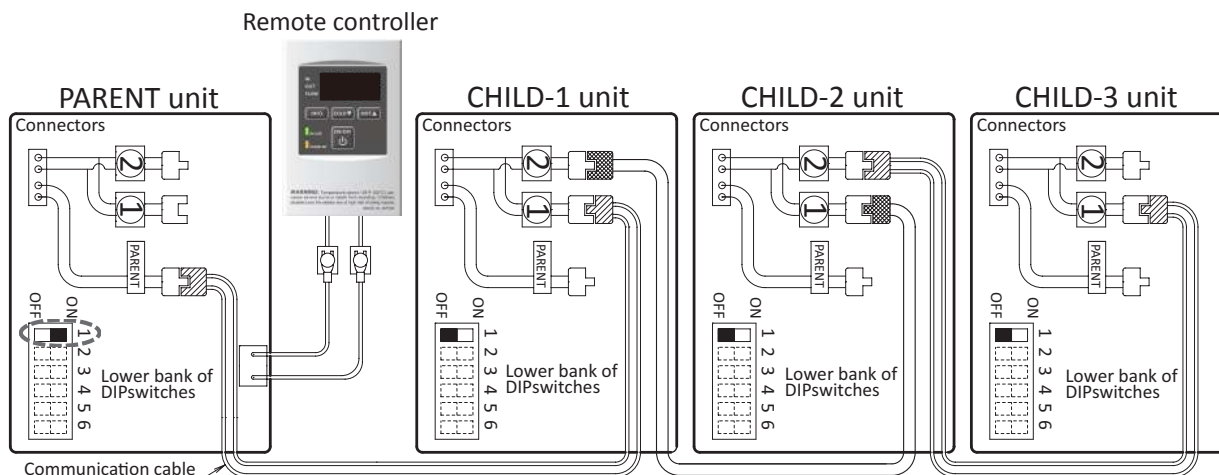 Remote controller
PARENT unit
CHILD-1 unit
CHILD-2 unit
CHILD-3 unit
Connectors
2
1
PARENT
OFF
ON
1
2
3
4
5
6
Lower bank of
DIPswitches
Communication cable
Connectors
2
1
PARENT
OFF
ON
1
2
3
4
5
6
Lower bank of
DIPswitches
Connectors
2
1
PARENT
OFF
ON
1
2
3
4
5
6
Lower bank of
DIPswitches
Connectors
2
1
PARENT
OFF
ON
1
2
3
4
5
6
Lower bank of
DIPswitches
INFO.
ON/OFF
WARNING: